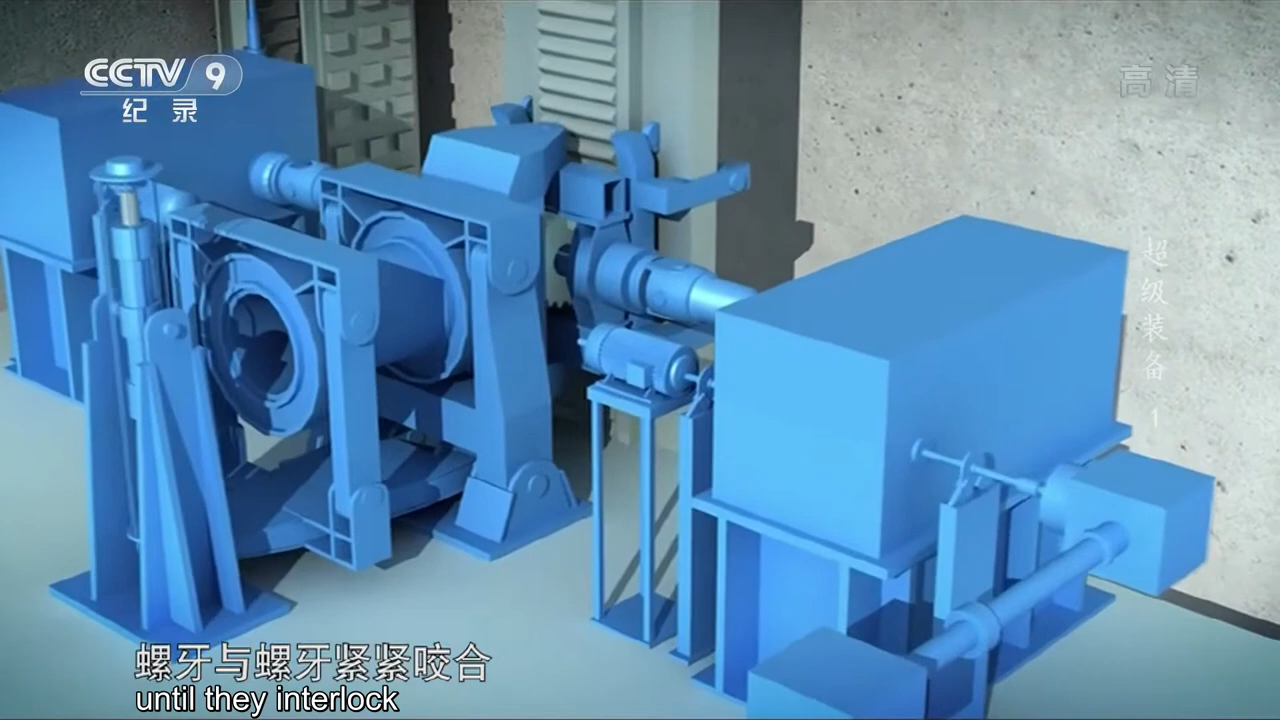 CCTV 9
纪录
高清
超级装备 1
螺牙与螺牙紧紧咬合
until they interlock